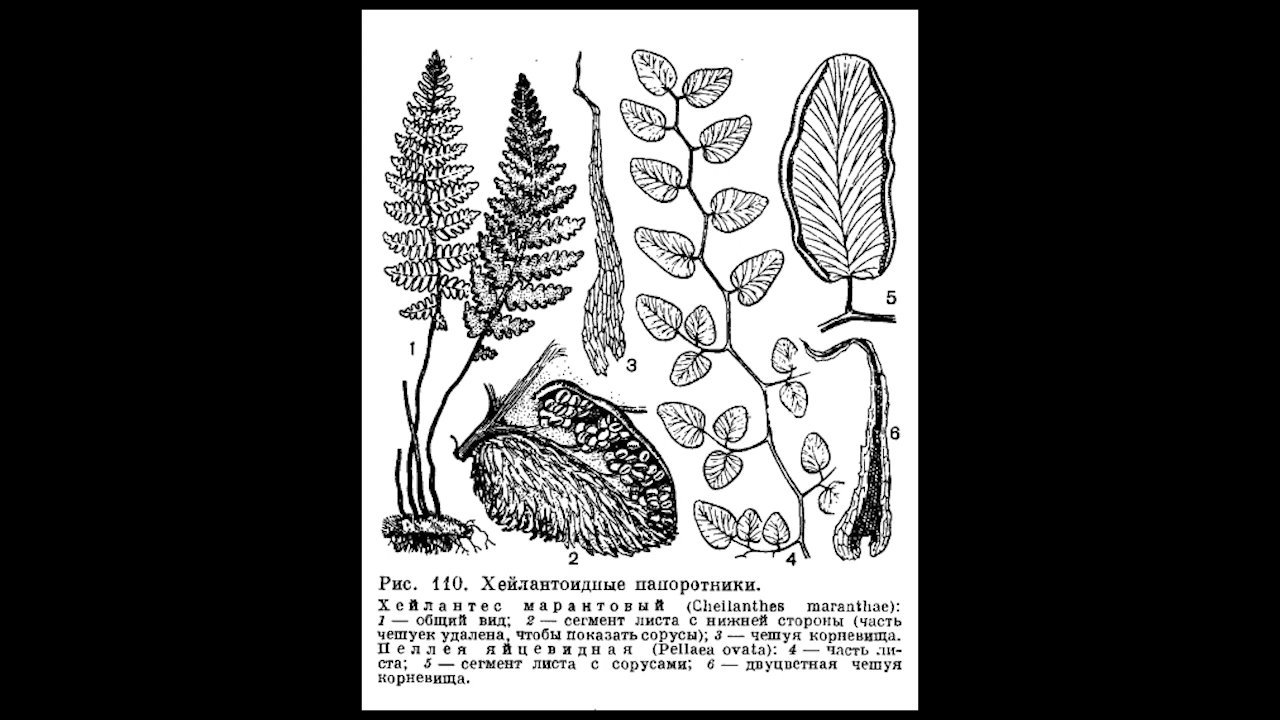 1
2
3
4
5
6
Рис. 110. Хейлантоидные папоротники.
Хейлантес марантовый (Cheilanthes maranthae):
1 — общий вид; 2 — сегмент листа с нижней стороны (часть
чешуек удалена, чтобы показать сорусы); 3 — чешуя корневища.
Пеллея яйцевидная (Pellaea ovata): 4 — часть ли-
ста; 5 — сегмент листа с сорусами; 6 — двуцветная чешуя
корневища.